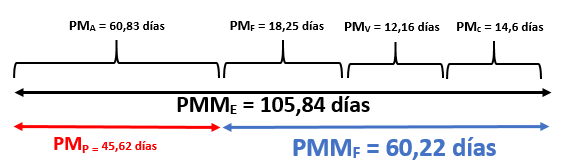 PMA = 60,83 días PMF = 18,25 días PMV = 12,16 días PMC = 14,6 días
PMME = 105,84 días
PMP = 45,62 días PMMF = 60,22 días